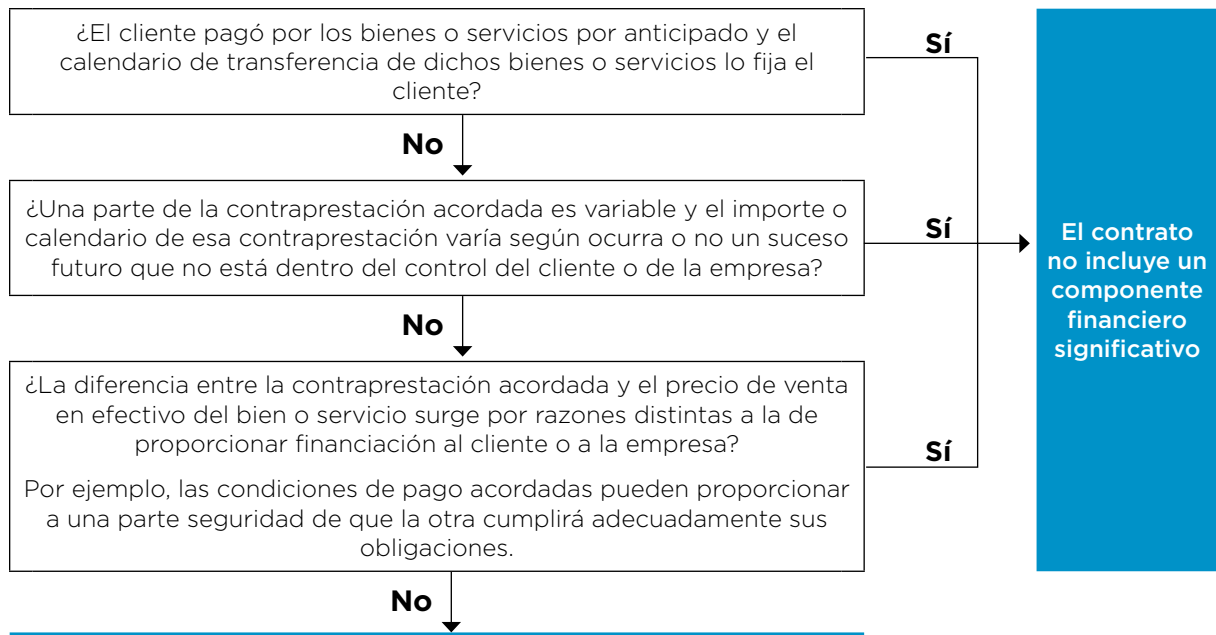 ¿El cliente pagó por los bienes o servicios por anticipado y el
calendario de transferencia de dichos bienes o servicios lo fija el
cliente?
Sí
No
¿Una parte de la contraprestación acordada es variable y el importe o
calendario de esa contraprestación varía según ocurra o no un suceso
futuro que no está dentro del control del cliente o de la empresa?
Sí
El contrato
no incluye un
componente
financiero
significativo
No
¿La diferencia entre la contraprestación acordada y el precio de venta
en efectivo del bien o servicio surge por razones distintas a la de
proporcionar financiación al cliente o a la empresa?
Por ejemplo, las condiciones de pago acordadas pueden proporcionar
a una parte seguridad de que la otra cumplirá adecuadamente sus
obligaciones.
Sí
No